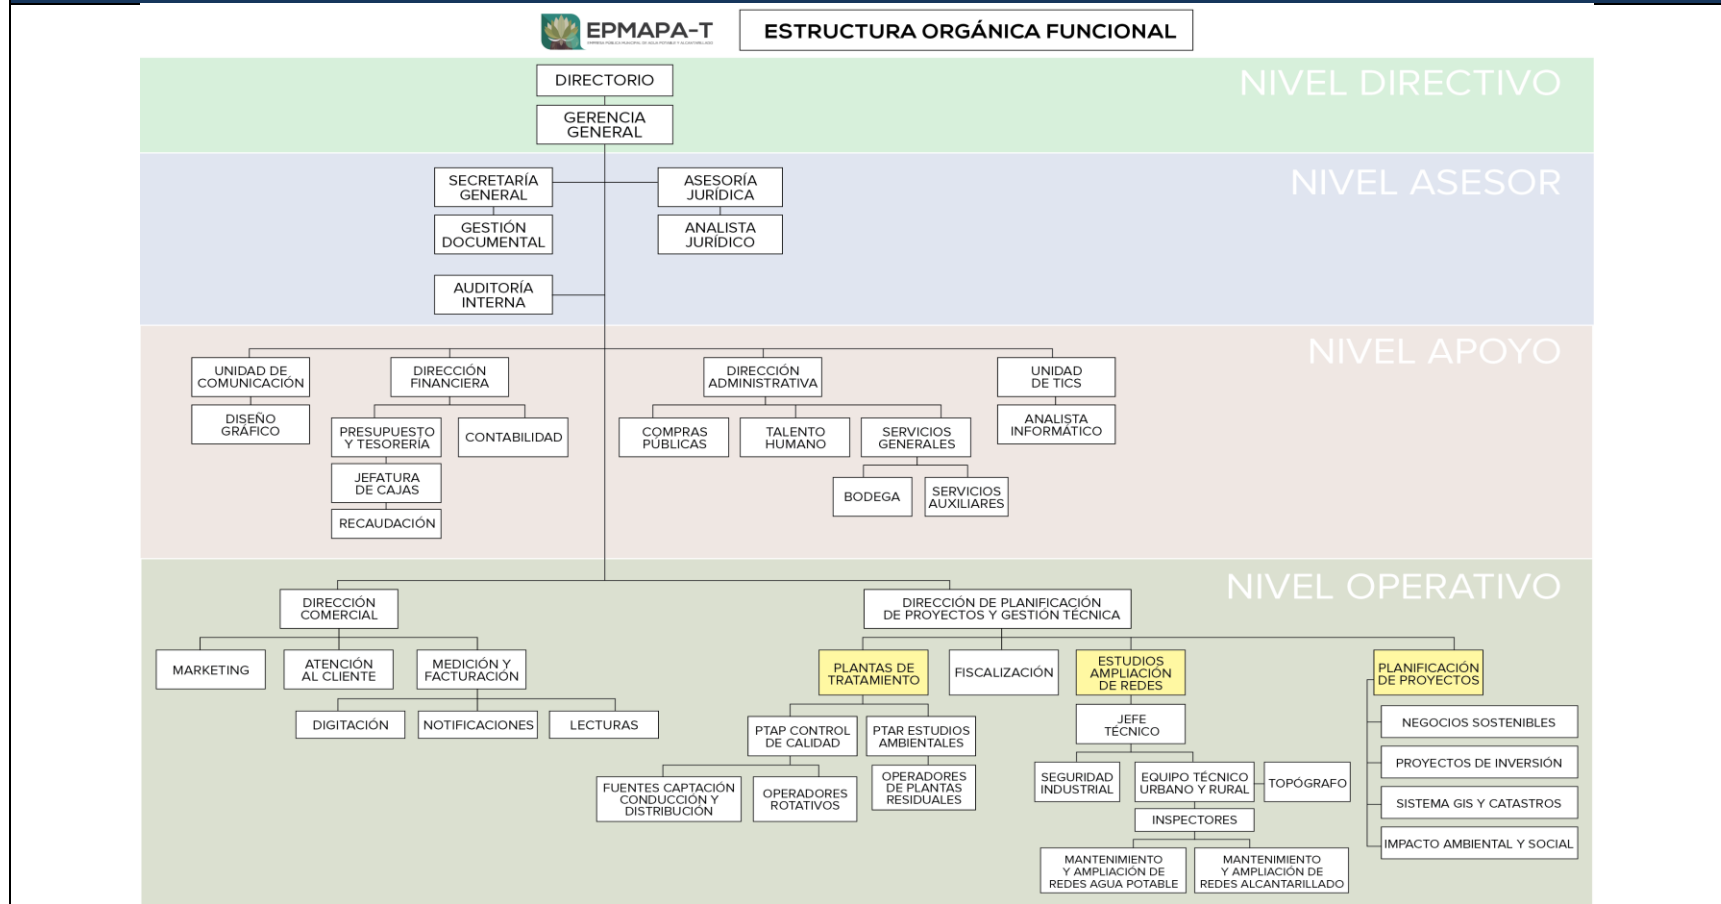 EPMAPA-T
EMPRESA PÚBLICA MUNICIPAL DE AGUA POTABLE Y ALCANTARILLADO
ESTRUCTURA ORGÁNICA FUNCIONAL
NIVEL DIRECTIVO
DIRECTORIO
GERENCIA
GENERAL
NIVEL ASESOR
SECRETARÍA
GENERAL
ASESORÍA
JURÍDICA
GESTIÓN
DOCUMENTAL
ANALISTA
JURÍDICO
AUDITORÍA
INTERNA
NIVEL APOYO
UNIDAD DE
COMUNICACIÓN
DIRECCIÓN
FINANCIERA
DIRECCIÓN
ADMINISTRATIVA
UNIDAD
DE TICS
DISEÑO
GRÁFICO
PRESUPUESTO
Y TESORERÍA
CONTABILIDAD
COMPRAS
PÚBLICAS
TALENTO
HUMANO
SERVICIOS
GENERALES
ANALISTA
INFORMÁTICO
JEFATURA
DE CAJAS
BODEGA
SERVICIOS
AUXILIARES
RECAUDACIÓN
NIVEL OPERATIVO
DIRECCIÓN
COMERCIAL
DIRECCIÓN DE PLANIFICACIÓN
DE PROYECTOS Y GESTIÓN TÉCNICA
MARKETING
ATENCIÓN
AL CLIENTE
MEDICIÓN Y
FACTURACIÓN
PLANTAS DE
TRATAMIENTO
FISCALIZACIÓN
ESTUDIOS
AMPLIACIÓN
DE REDES
PLANIFICACIÓN
DE PROYECTOS
DIGITACIÓN
NOTIFICACIONES
LECTURAS
PTAP CONTROL
DE CALIDAD
PTAR ESTUDIOS
AMBIENTALES
JEFE
TÉCNICO
NEGOCIOS SOSTENIBLES
FUENTES CAPTACIÓN
CONDUCCIÓN Y
DISTRIBUCIÓN
OPERADORES
ROTATIVOS
OPERADORES
DE PLANTAS
RESIDUALES
SEGURIDAD
INDUSTRIAL
EQUIPO TÉCNICO
URBANO Y RURAL
TOPÓGRAFO
PROYECTOS DE INVERSIÓN
SISTEMA GIS Y CATASTROS
INSPECTORES
IMPACTO AMBIENTAL Y SOCIAL
MANTENIMIENTO
Y AMPLIACIÓN DE
REDES AGUA POTABLE
MANTENIMIENTO
Y AMPLIACIÓN DE
REDES ALCANTARILLADO